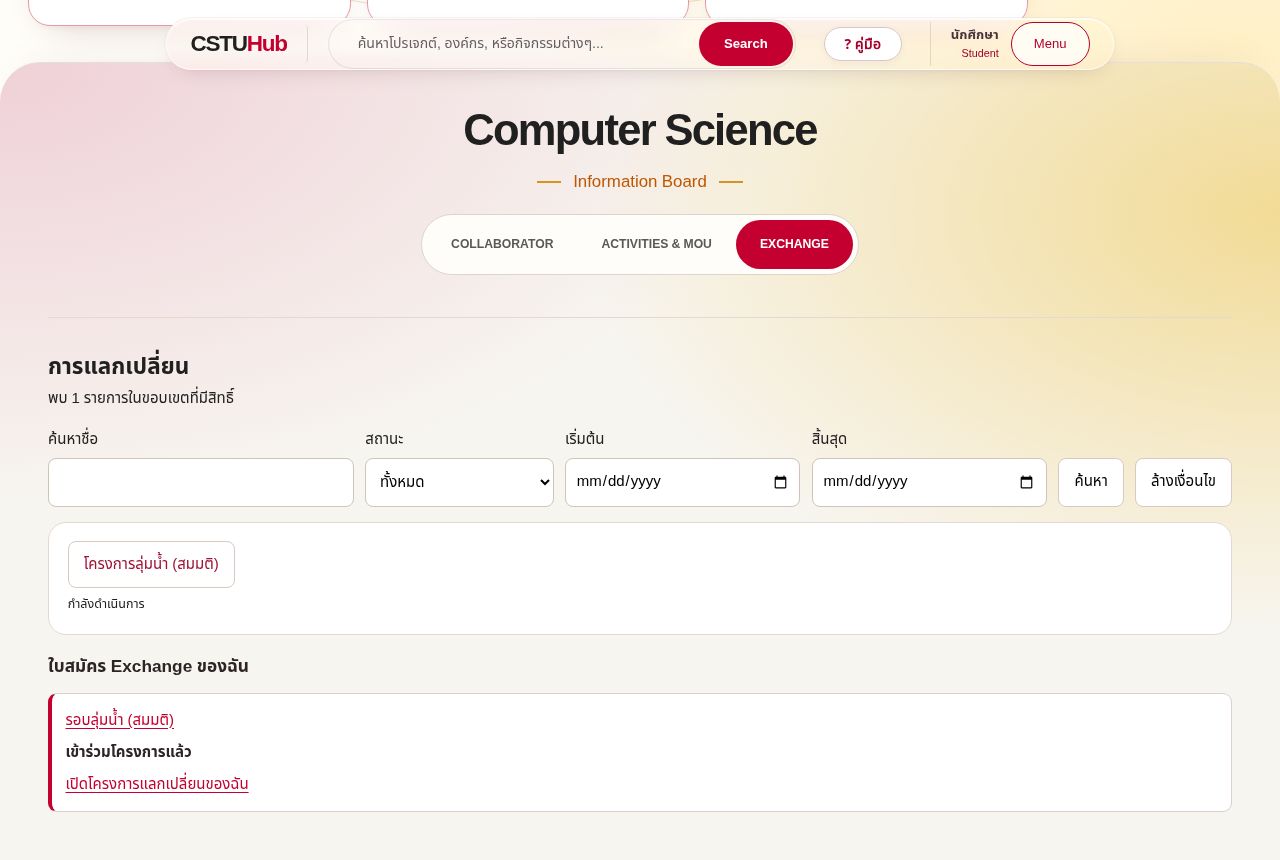 CSTUHub
ค้นหาโปรเจกต์, องค์กร, หรือกิจกรรมต่างๆ...
Search
? คู่มือ
นักศึกษา
Student
Menu
Computer Science
Information Board
COLLABORATOR
ACTIVITIES & MOU
EXCHANGE
การแลกเปลี่ยน
พบ 1 รายการในขอบเขตที่มีสิทธิ์
ค้นหาชื่อ
สถานะ
เริ่มต้น
สิ้นสุด
ทั้งหมด
mm/dd/yyyy
mm/dd/yyyy
ค้นหา
ล้างเงื่อนไข
โครงการลุ่มน้ำ (สมมติ)
กำลังดำเนินการ
ใบสมัคร Exchange ของฉัน
รอบลุ่มน้ำ (สมมติ)
เข้าร่วมโครงการแล้ว
เปิดโครงการแลกเปลี่ยนของฉัน